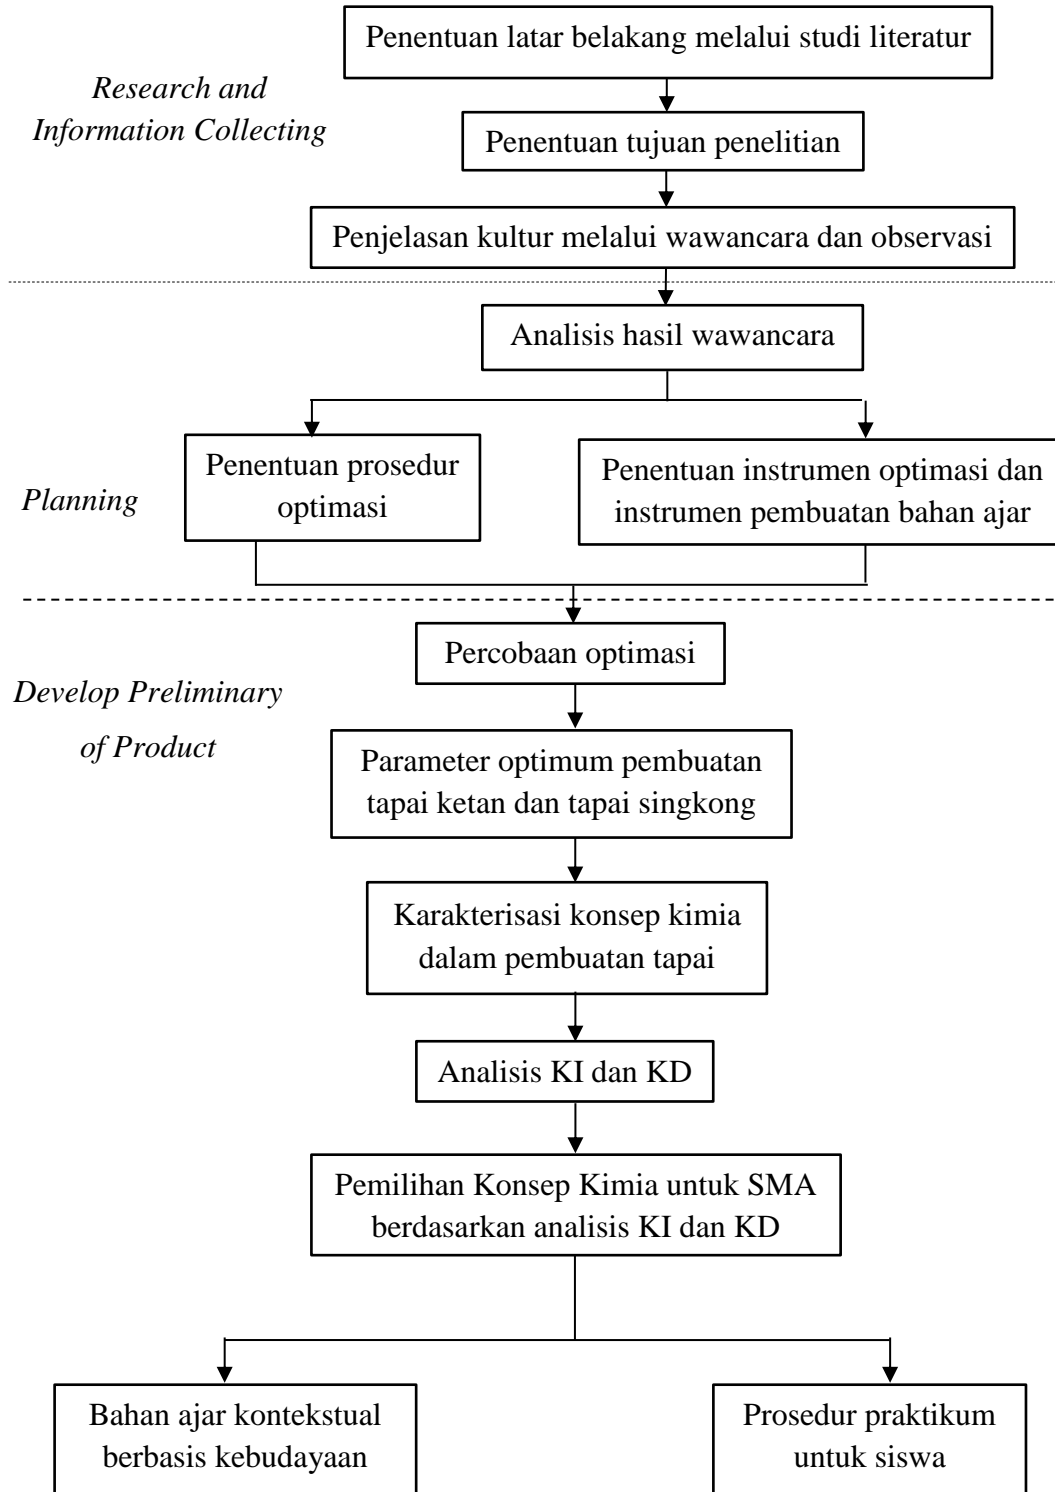 Penentuan latar belakang melalui studi literatur
Research and
Information Collecting
Penentuan tujuan penelitian
Penjelasan kultur melalui wawancara dan observasi
Analisis hasil wawancara
Planning
Penentuan prosedur
optimasi
Penentuan instrumen optimasi dan
instrumen pembuatan bahan ajar
Percobaan optimasi
Develop Preliminary
of Product
Parameter optimum pembuatan
tapai ketan dan tapai singkong
Karakterisasi konsep kimia
dalam pembuatan tapai
Analisis KI dan KD
Pemilihan Konsep Kimia untuk SMA
berdasarkan analisis KI dan KD
Bahan ajar kontekstual
berbasis kebudayaan
Prosedur praktikum
untuk siswa